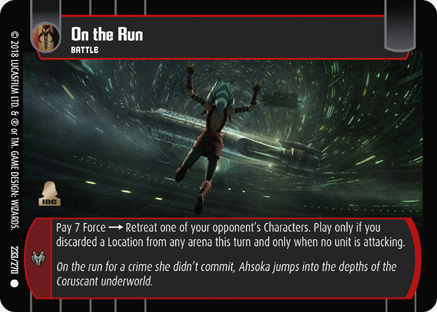 On the Run
BATTLE
© 2018 LUCASFILM LTD. & ® or TM. GAME DESIGN: WIZARDS.
233/270
IDC
Pay 7 Force → Retreat one of your opponent's Characters. Play only if you
discarded a Location from any arena this turn and only when no unit is attacking.
On the run for a crime she didn't commit, Ahsoka jumps into the depths of the
Coruscant underworld.